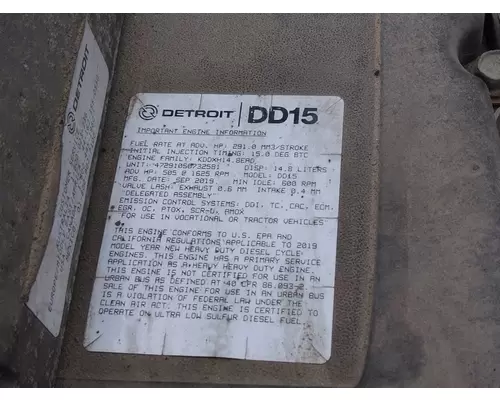 DETROIT DD15
IMPORTANT ENGINE INFORMATION
FUEL RATE AT ADV. HP: 291.0 MM3/STROKE
INITIAL INJECTION TIMING: 15.0 DEG BTC
ENGINE FAMILY: KDDXH14.8EAD
UNIT: DISP: 14.8 LITERS
ADV HP: 505 @ 1625 RPM MODEL: DD15
MFG DATE: SEP 2019 MIN IDLE: 600 RPM
VALVE LASH: EXHAUST 0.6 MM INTAKE 0.4 MM
"DELEGATED ASSEMBLY"
EMISSION CONTROL SYSTEMS: DDI, TC, CAC, ECM,
EGR, OC, PTOX, SCR-U, AMOX
FOR USE IN VOCATIONAL OR TRACTOR VEHICLES
THIS ENGINE CONFORMS TO U.S. EPA AND
CALIFORNIA REGULATIONS APPLICABLE TO 2019
MODEL YEAR NEW HEAVY DUTY DIESEL CYCLE
ENGINES. THIS ENGINE HAS A PRIMARY SERVICE
APPLICATION AS A HEAVY HEAVY DUTY ENGINE.
THIS ENGINE IS NOT CERTIFIED FOR USE IN AN
URBAN BUS AS DEFINED AT 40 CFR 86.093-2
SALE OF THIS ENGINE FOR USE IN AN URBAN BUS
IS A VIOLATION OF FEDERAL LAW UNDER THE
CLEAN AIR ACT. THIS ENGINE IS CERTIFIED TO
OPERATE ON ULTRA LOW SULFUR DIESEL FUEL.
DETROIT